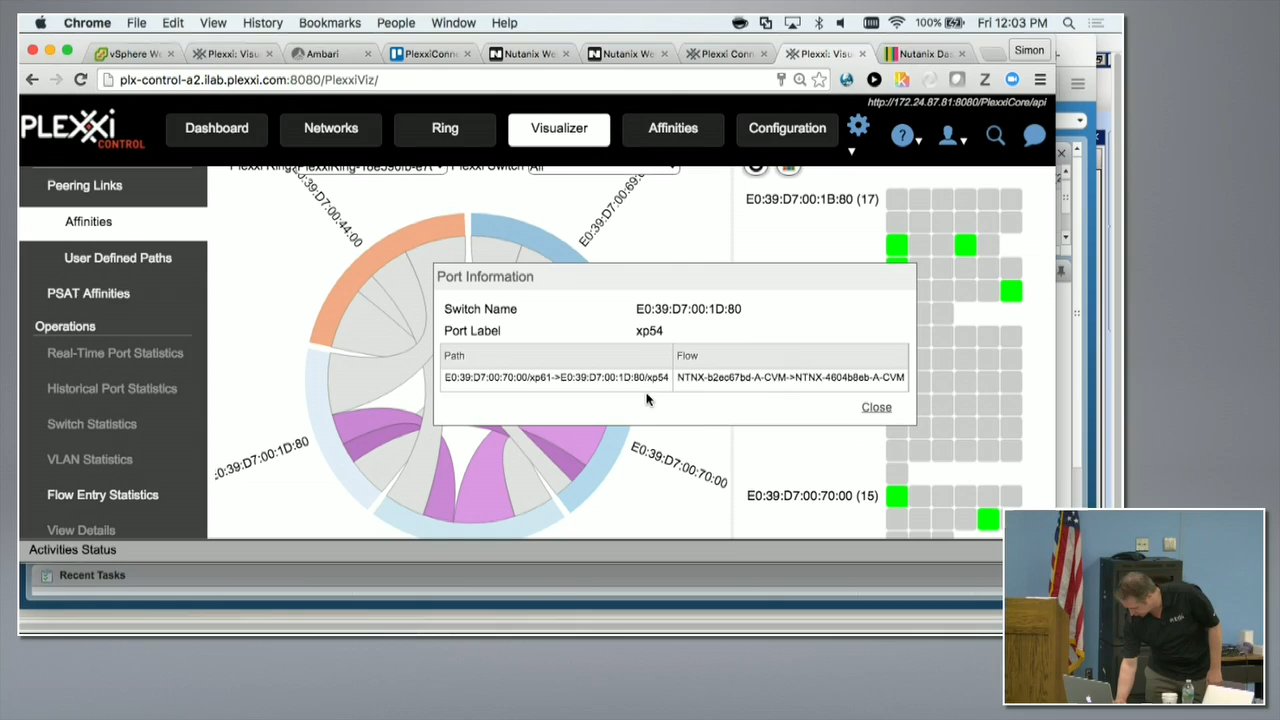 Chrome File Edit View History Bookmarks People Window Help 100% Fri 12:03 PM
vSphere We Plexxi: Visu Ambari PlexxiConne Nutanix Wo Nutanix Wo Plexxi Conn Plexxi: Visu Nutanix Das Simon
plx-control-a2.ilab.plexxi.com:8080/PlexxiViz/
http://172.24.87.81:8080/PlexxiCore/api
PLEXXI CONTROL
Dashboard Networks Ring Visualizer Affinities Configuration
Peering Links
Affinities
User Defined Paths
PSAT Affinities
Operations
Real-Time Port Statistics
Historical Port Statistics
Switch Statistics
VLAN Statistics
Flow Entry Statistics
View Details
E0:39:D7:00:44:00
E0:39:D7:00:69:
E0:39:D7:00:1B:80 (17)
Port Information
Switch Name E0:39:D7:00:1D:80
Port Label xp54
Path Flow
E0:39:D7:00:70:00/xp61->E0:39:D7:00:1D:80/xp54 NTNX-b2ec67bd-A-CVM->NTNX-4604b8eb-A-CVM
Close
:0:39:D7:00:1D:80
E0:39:D7:00:70:00
E0:39:D7:00:70:00 (15)
Activities Status
Recent Tasks